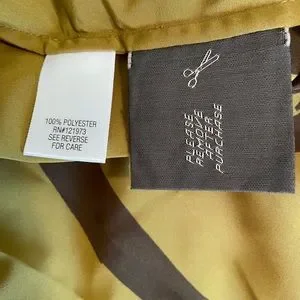 100% POLYESTER
RN#121973
SEE REVERSE
FOR CARE
PLEASE
REMOVE
AFTER
PURCHASE